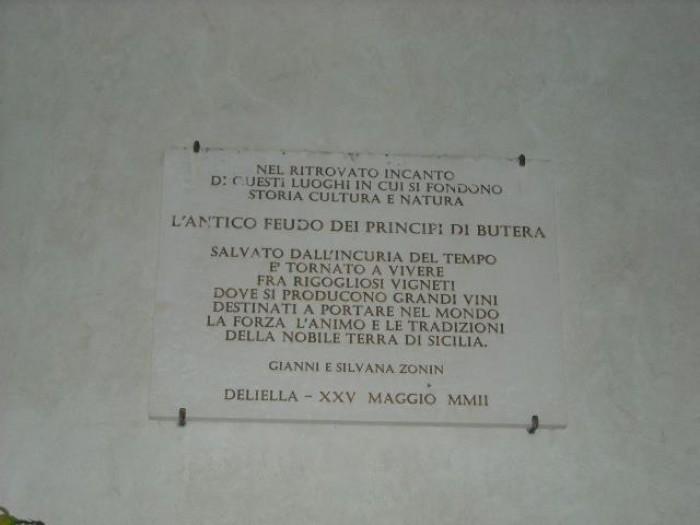 NEL RITROVATO INCANTO
DI QUESTI LUOGHI IN CUI SI FONDONO
STORIA CULTURA E NATURA
L'ANTICO FEUDO DEI PRINCIPI DI BUTERA
SALVATO DALL'INCURIA DEL TEMPO
E' TORNATO A VIVERE
FRA RIGOGLIOSI VIGNETI
DOVE SI PRODUCONO GRANDI VINI
DESTINATI A PORTARE NEL MONDO
LA FORZA L'ANIMO E LE TRADIZIONI
DELLA NOBILE TERRA DI SICILIA.
GIANNI E SILVANA ZONIN
DELIELLA - XXV MAGGIO MMII